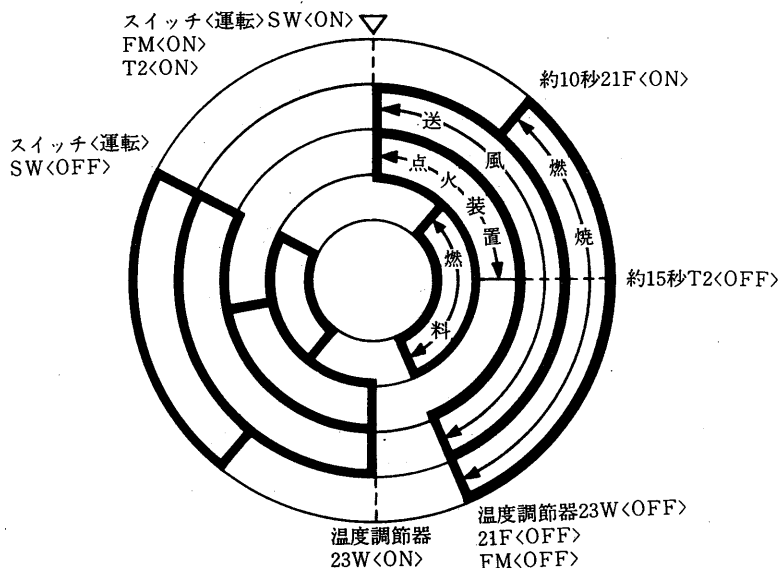 スイッチ〈運転〉SW〈ON〉
FM〈ON〉
T2〈ON〉
約10秒21F〈ON〉
スイッチ〈運転〉
SW〈OFF〉
送風
点火装置
燃焼
燃料
約15秒T2〈OFF〉
温度調節器
23W〈ON〉
温度調節器23W〈OFF〉
21F〈OFF〉
FM〈OFF〉